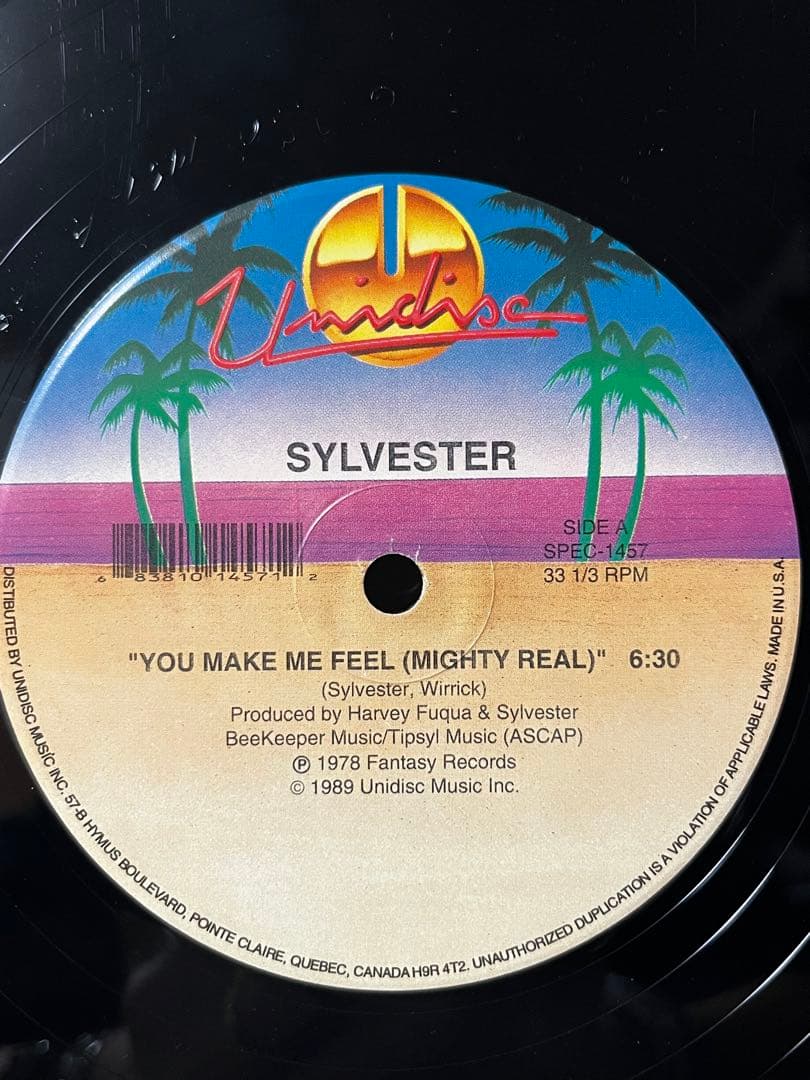 Unidisc
SYLVESTER
SIDE A
SPEC-1457
33 1/3 RPM
6 83810 14571 2
"YOU MAKE ME FEEL (MIGHTY REAL)" 6:30
(Sylvester, Wirrick)
Produced by Harvey Fuqua & Sylvester
BeeKeeper Music/Tipsyl Music (ASCAP)
℗ 1978 Fantasy Records
© 1989 Unidisc Music Inc.
DISTRIBUTED BY UNIDISC MUSIC INC. 57-B HYMUS BOULEVARD, POINTE CLAIRE, QUEBEC, CANADA H9R 4T2. UNAUTHORIZED DUPLICATION IS A VIOLATION OF APPLICABLE LAWS. MADE IN U.S.A.